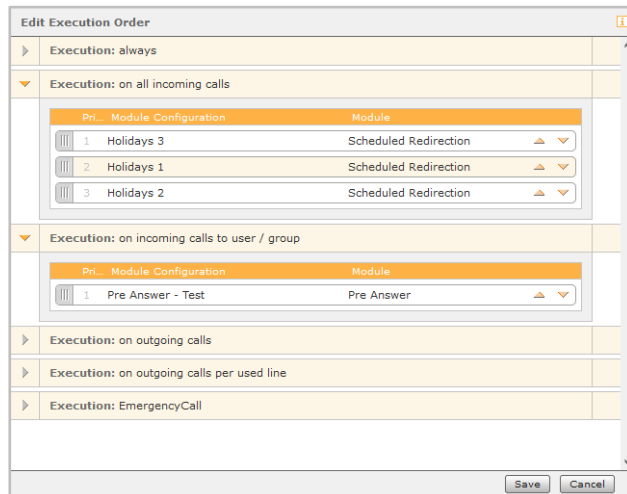 Edit Execution Order
Execution: always
Execution: on all incoming calls
Pri... Module Configuration Module
1 Holidays 3 Scheduled Redirection
2 Holidays 1 Scheduled Redirection
3 Holidays 2 Scheduled Redirection
Execution: on incoming calls to user / group
Pri... Module Configuration Module
1 Pre Answer - Test Pre Answer
Execution: on outgoing calls
Execution: on outgoing calls per used line
Execution: EmergencyCall
Save Cancel